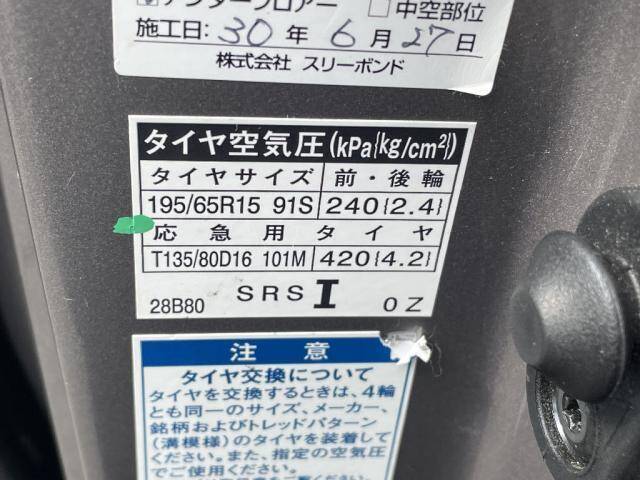 アンダーフロアー □中空部位
施工日: 30年 6月 27日
株式会社 スリーボンド
タイヤ空気圧(kPa{kg/cm²})
タイヤサイズ 前・後輪
195/65R15 91S 240{2.4}
応急用タイヤ
T135/80D16 101M 420{4.2}
28B80 SRS I 0Z
注 意
タイヤ交換について
タイヤを交換するときは、4輪
とも同一のサイズ、メーカー、
銘柄およびトレッドパターン
(溝模様)のタイヤを装着して
ください。また、指定の空気圧
でご使用ください。